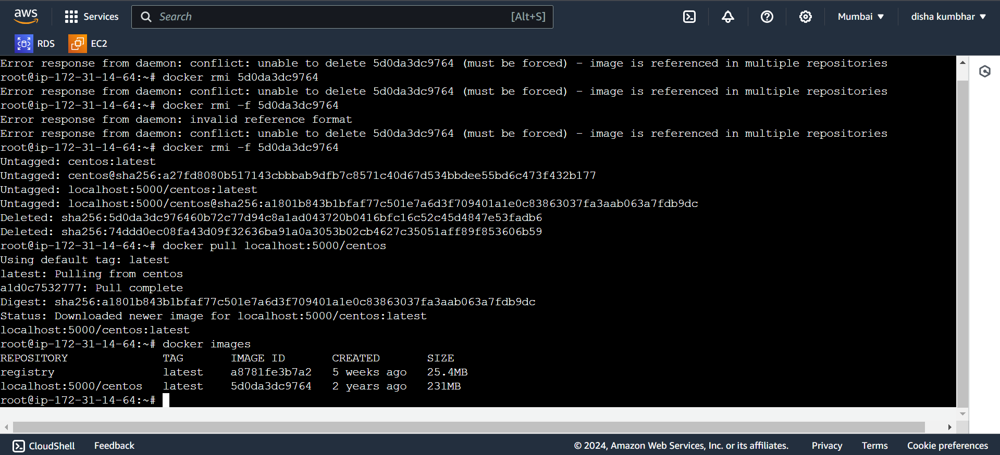 aws Services Search [Alt+S] Mumbai ▼ disha kumbhar ▼
RDS EC2
Error response from daemon: conflict: unable to delete 5d0da3dc9764 (must be forced) - image is referenced in multiple repositories
root@ip-172-31-14-64:~# docker rmi 5d0da3dc9764
Error response from daemon: conflict: unable to delete 5d0da3dc9764 (must be forced) - image is referenced in multiple repositories
root@ip-172-31-14-64:~# docker rmi –f 5d0da3dc9764
Error response from daemon: invalid reference format
Error response from daemon: conflict: unable to delete 5d0da3dc9764 (must be forced) - image is referenced in multiple repositories
root@ip-172-31-14-64:~# docker rmi -f 5d0da3dc9764
Untagged: centos:latest
Untagged: centos@sha256:a27fd8080b517143cbbbab9dfb7c8571c40d67d534bbdee55bd6c473f432b177
Untagged: localhost:5000/centos:latest
Untagged: localhost:5000/centos@sha256:a1801b843b1bfaf77c501e7a6d3f709401a1e0c83863037fa3aab063a7fdb9dc
Deleted: sha256:5d0da3dc976460b72c77d94c8a1ad043720b0416bfc16c52c45d4847e53fadb6
Deleted: sha256:74ddd0ec08fa43d09f32636ba91a0a3053b02cb4627c35051aff89f853606b59
root@ip-172-31-14-64:~# docker pull localhost:5000/centos
Using default tag: latest
latest: Pulling from centos
a1d0c7532777: Pull complete
Digest: sha256:a1801b843b1bfaf77c501e7a6d3f709401a1e0c83863037fa3aab063a7fdb9dc
Status: Downloaded newer image for localhost:5000/centos:latest
localhost:5000/centos:latest
root@ip-172-31-14-64:~# docker images
REPOSITORY TAG IMAGE ID CREATED SIZE
registry latest a8781fe3b7a2 5 weeks ago 25.4MB
localhost:5000/centos latest 5d0da3dc9764 2 years ago 231MB
root@ip-172-31-14-64:~#
CloudShell Feedback © 2024, Amazon Web Services, Inc. or its affiliates. Privacy Terms Cookie preferences